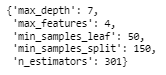 {'max_depth': 7,
'max_features': 4,
'min_samples_leaf': 50,
'min_samples_split': 150,
'n_estimators': 301}